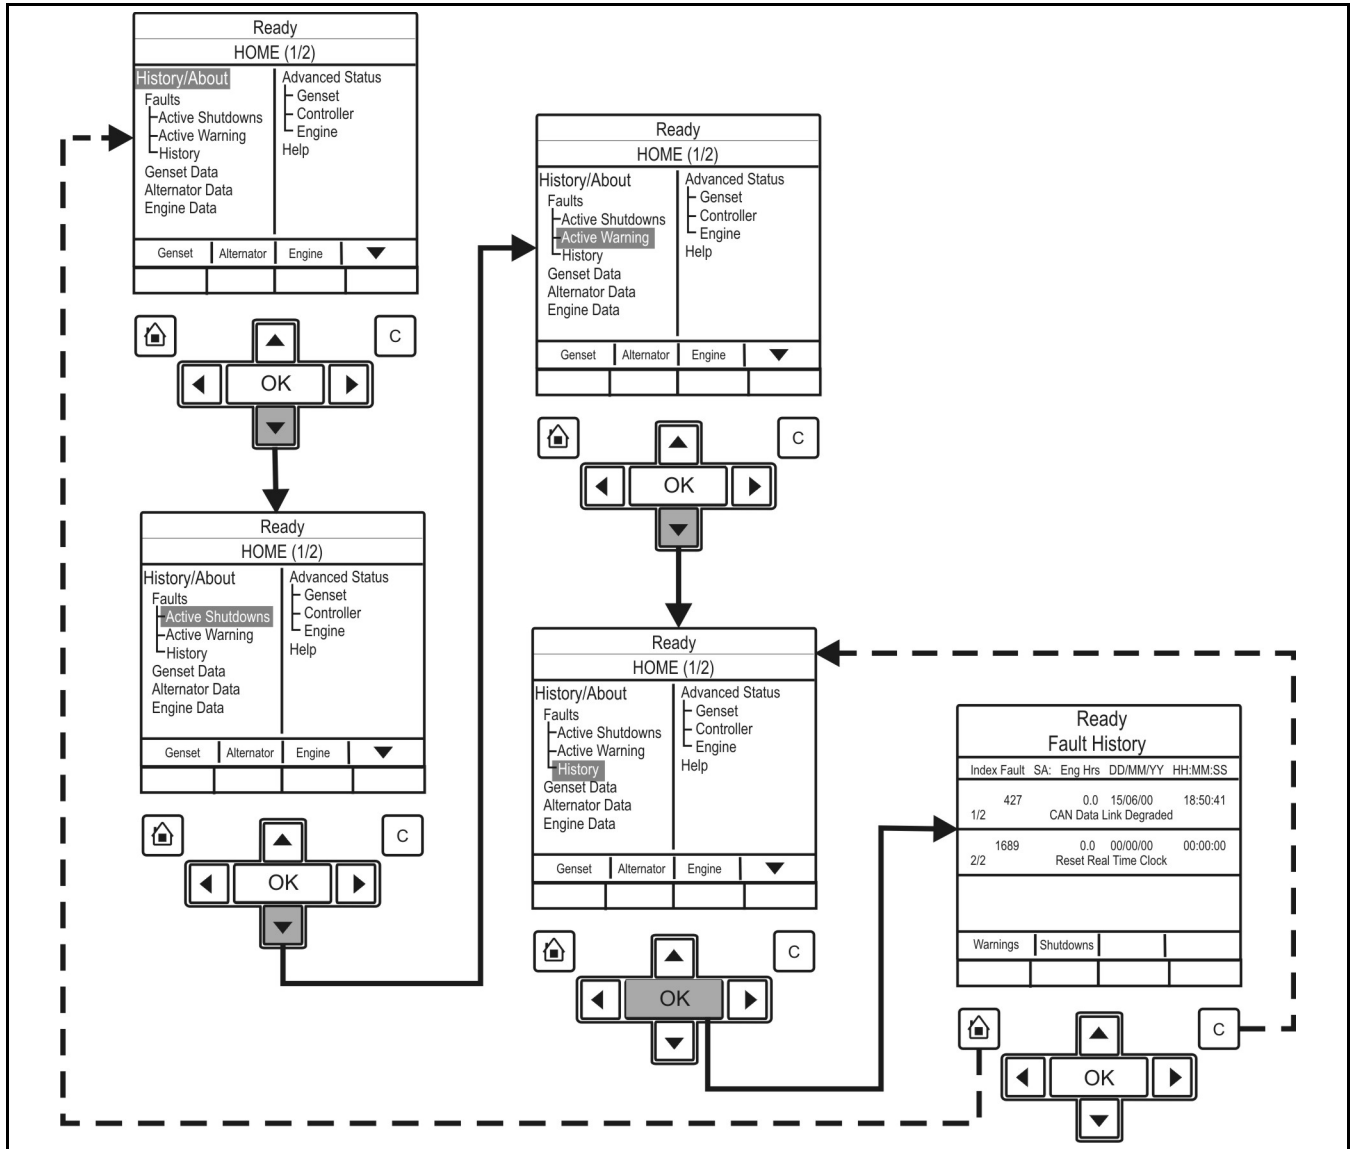 Ready
HOME (1/2)
History/About
Faults
Active Shutdowns
Active Warning
History
Genset Data
Alternator Data
Engine Data
Advanced Status
Genset
Controller
Engine
Help
Genset Alternator Engine
C
OK
Ready
HOME (1/2)
History/About
Faults
Active Shutdowns
Active Warning
History
Genset Data
Alternator Data
Engine Data
Advanced Status
Genset
Controller
Engine
Help
Genset Alternator Engine
C
OK
Ready
HOME (1/2)
History/About
Faults
Active Shutdowns
Active Warning
History
Genset Data
Alternator Data
Engine Data
Advanced Status
Genset
Controller
Engine
Help
Genset Alternator Engine
C
OK
Ready
HOME (1/2)
History/About
Faults
Active Shutdowns
Active Warning
History
Genset Data
Alternator Data
Engine Data
Advanced Status
Genset
Controller
Engine
Help
Genset Alternator Engine
C
OK
Ready
Fault History
Index Fault SA: Eng Hrs DD/MM/YY HH:MM:SS
427 0.0 15/06/00 18:50:41
1/2 CAN Data Link Degraded
1689 0.0 00/00/00 00:00:00
2/2 Reset Real Time Clock
Warnings Shutdowns
C
OK